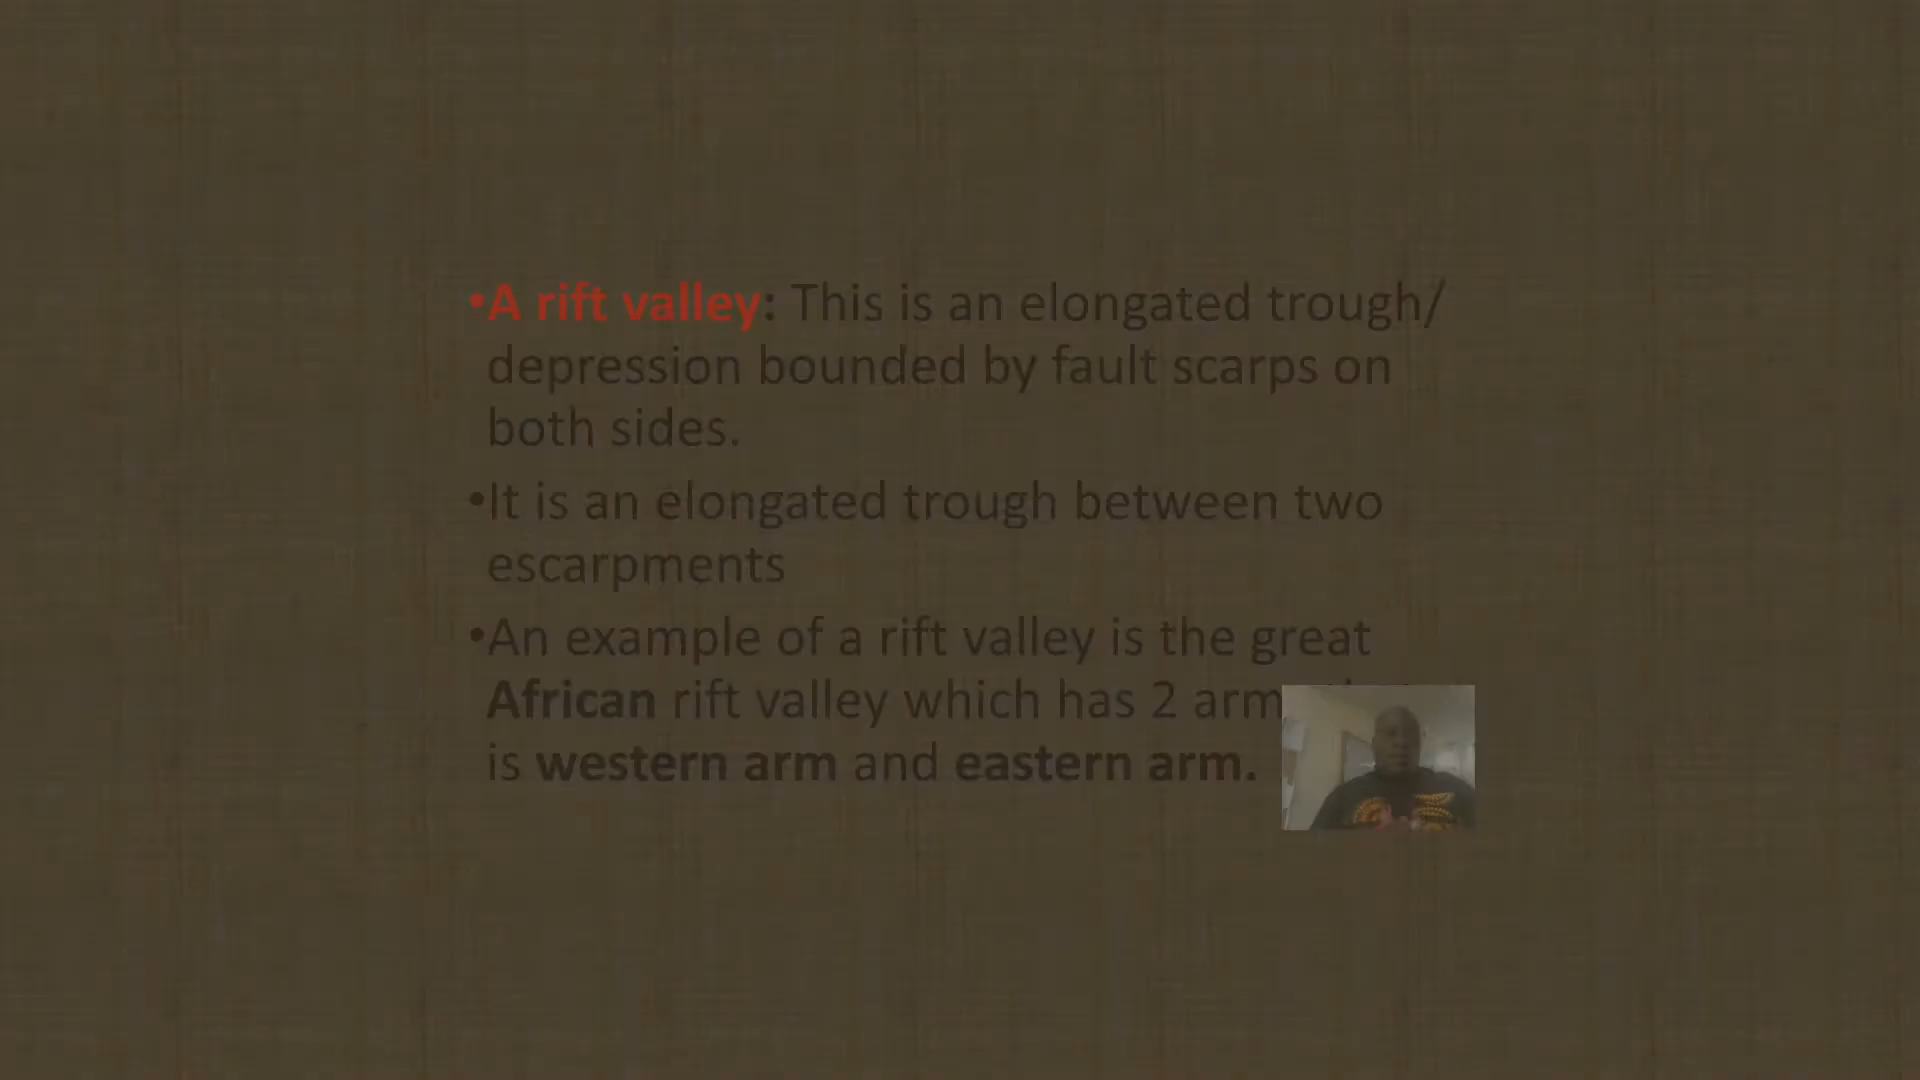 •A rift valley: This is an elongated trough/
depression bounded by fault scarps on
both sides.
•It is an elongated trough between two
escarpments
•An example of a rift valley is the great
African rift valley which has 2 arm
is western arm and eastern arm.